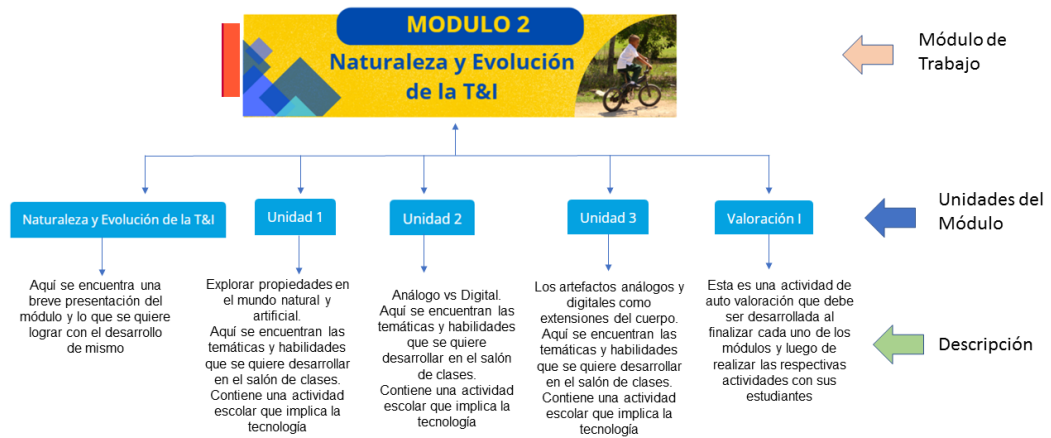 MODULO 2
Naturaleza y Evolución
de la T&I
Módulo de
Trabajo
Naturaleza y Evolución de la T&I
Unidad 1
Unidad 2
Unidad 3
Valoración I
Unidades del
Módulo
Aquí se encuentra una
breve presentación del
módulo y lo que se quiere
lograr con el desarrollo
de mismo
Explorar propiedades en
el mundo natural y
artificial.
Aquí se encuentran las
temáticas y habilidades
que se quiere desarrollar
en el salón de clases.
Contiene una actividad
escolar que implica la
tecnología
Análogo vs Digital.
Aquí se encuentran las
temáticas y habilidades
que se quiere
desarrollar en el salón
de clases.
Contiene una actividad
escolar que implica la
tecnología
Los artefactos análogos y
digitales como
extensiones del cuerpo.
Aquí se encuentran las
temáticas y habilidades
que se quiere desarrollar
en el salón de clases.
Contiene una actividad
escolar que implica la
tecnología
Esta es una actividad de
auto valoración que debe
ser desarrollada al
finalizar cada uno de los
módulos y luego de
realizar las respectivas
actividades con sus
estudiantes
Descripción